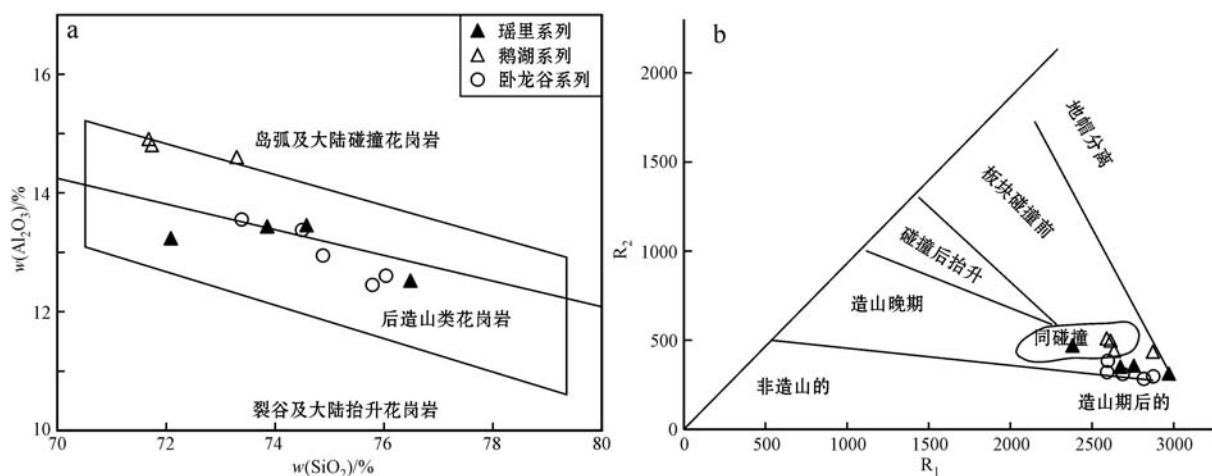 a
▲ 瑶里系列
△ 鹅湖系列
○ 卧龙谷系列
岛弧及大陆碰撞花岗岩
后造山类花岗岩
裂谷及大陆抬升花岗岩
w(Al₂O₃)/%
16
14
12
10
70
72
74
76
78
80
w(SiO₂)/%
b
地帽分离
板块碰撞前
碰撞后抬升
造山晚期
同碰撞
非造山的
造山期后的
R₂
2000
1500
1000
500
0
0
500
1000
1500
2000
2500
3000
R₁